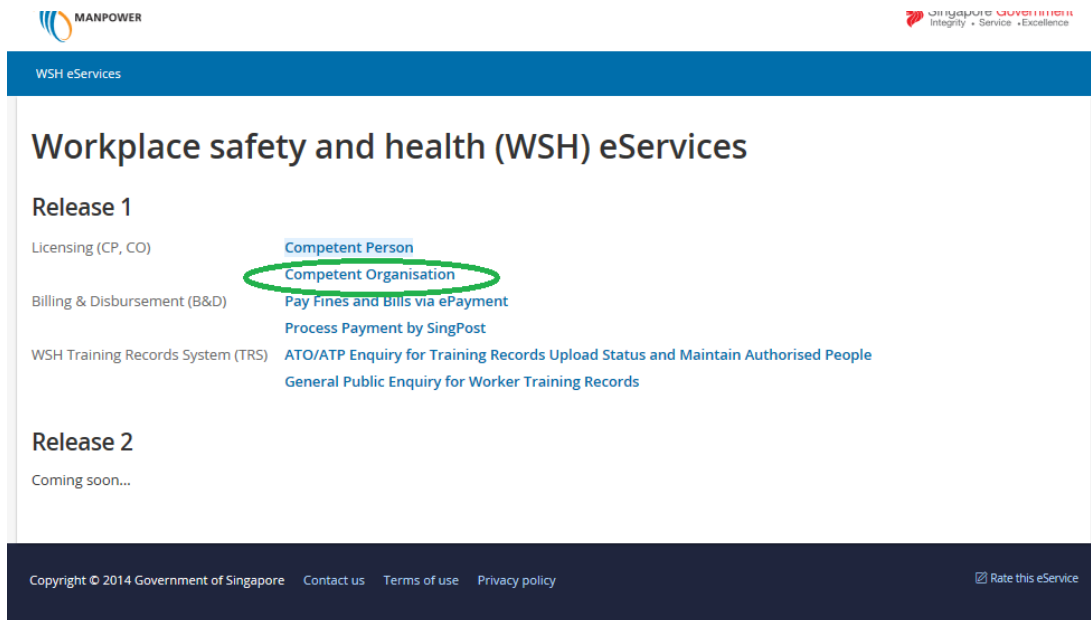 MANPOWER
Singapore Government
Integrity • Service • Excellence
WSH eServices
Workplace safety and health (WSH) eServices
Release 1
Licensing (CP, CO) Competent Person
Competent Organisation
Billing & Disbursement (B&D) Pay Fines and Bills via ePayment
Process Payment by SingPost
WSH Training Records System (TRS) ATO/ATP Enquiry for Training Records Upload Status and Maintain Authorised People
General Public Enquiry for Worker Training Records
Release 2
Coming soon...
Copyright © 2014 Government of Singapore Contact us Terms of use Privacy policy Rate this eService